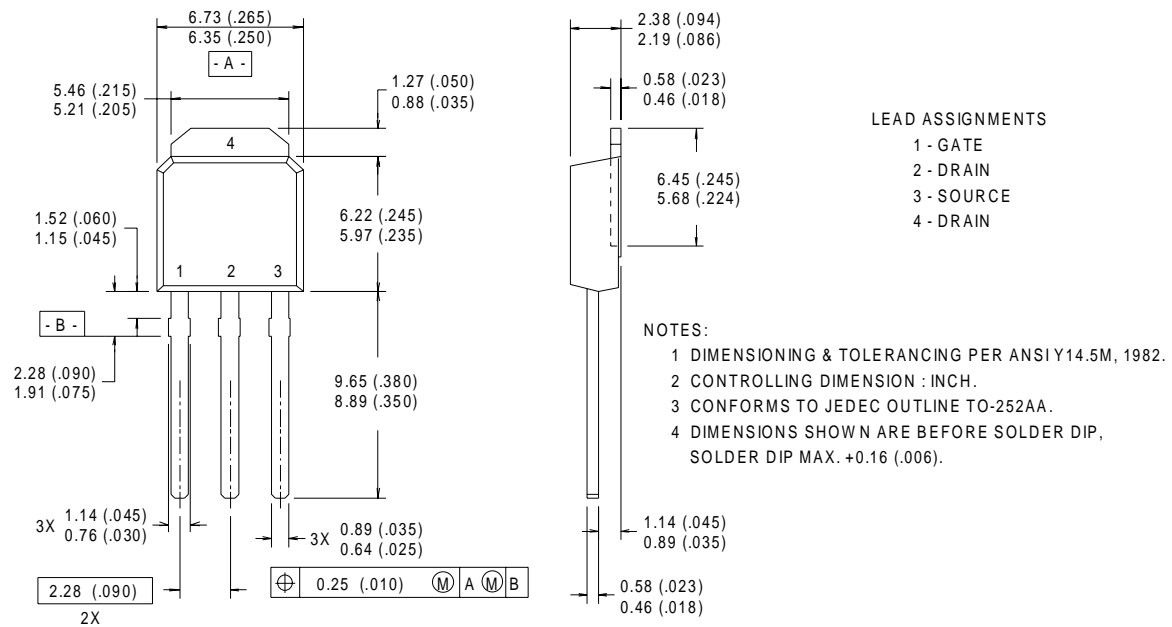 6.73 (.265)
6.35 (.250)
- A -
5.46 (.215)
5.21 (.205)
1.27 (.050)
0.88 (.035)
4
1.52 (.060)
1.15 (.045)
6.22 (.245)
5.97 (.235)
1 2 3
- B -
2.28 (.090)
1.91 (.075)
9.65 (.380)
8.89 (.350)
3X 1.14 (.045)
0.76 (.030)
3X 0.89 (.035)
0.64 (.025)
2.28 (.090)
2X
⌖ 0.25 (.010) Ⓜ A Ⓜ B
2.38 (.094)
2.19 (.086)
0.58 (.023)
0.46 (.018)
6.45 (.245)
5.68 (.224)
1.14 (.045)
0.89 (.035)
0.58 (.023)
0.46 (.018)
LEAD ASSIGNMENTS
1 - GATE
2 - DRAIN
3 - SOURCE
4 - DRAIN
NOTES:
1 DIMENSIONING & TOLERANCING PER ANSI Y14.5M, 1982.
2 CONTROLLING DIMENSION : INCH.
3 CONFORMS TO JEDEC OUTLINE TO-252AA.
4 DIMENSIONS SHOWN ARE BEFORE SOLDER DIP,
SOLDER DIP MAX. +0.16 (.006).